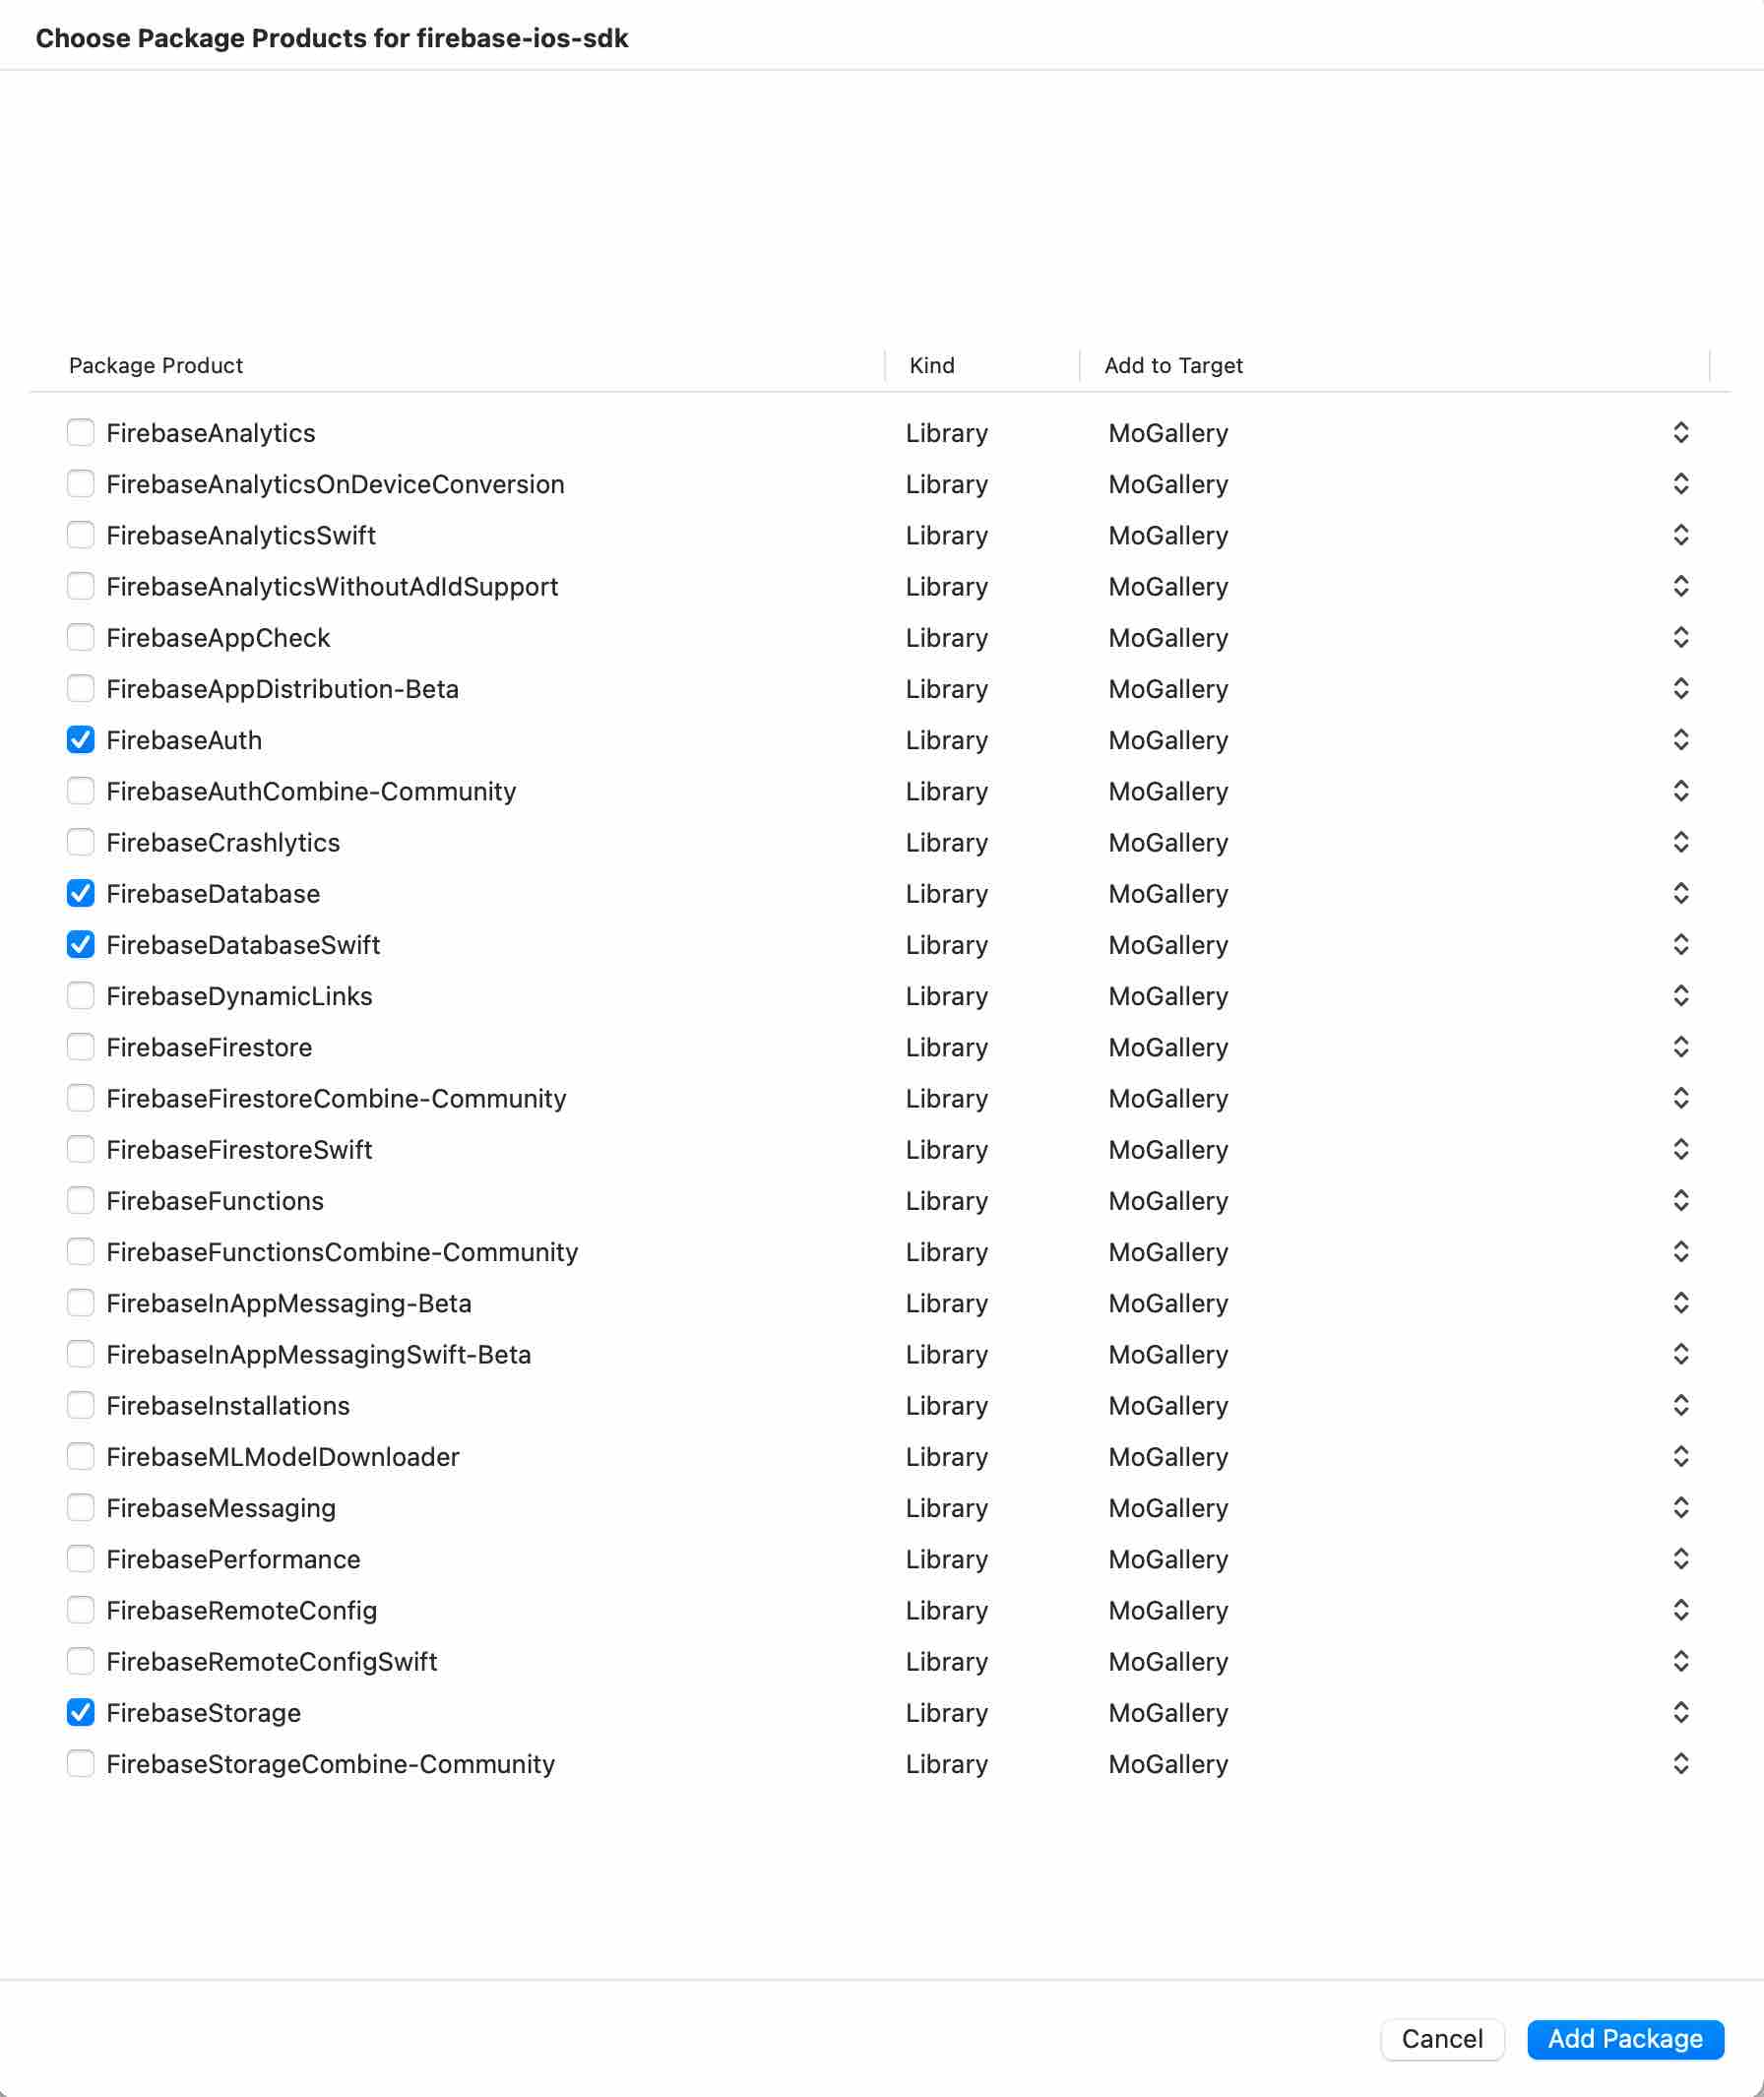 Choose Package Products for firebase-ios-sdk
Package Product Kind Add to Target
FirebaseAnalytics Library MoGallery
FirebaseAnalyticsOnDeviceConversion Library MoGallery
FirebaseAnalyticsSwift Library MoGallery
FirebaseAnalyticsWithoutAdIdSupport Library MoGallery
FirebaseAppCheck Library MoGallery
FirebaseAppDistribution-Beta Library MoGallery
FirebaseAuth Library MoGallery
FirebaseAuthCombine-Community Library MoGallery
FirebaseCrashlytics Library MoGallery
FirebaseDatabase Library MoGallery
FirebaseDatabaseSwift Library MoGallery
FirebaseDynamicLinks Library MoGallery
FirebaseFirestore Library MoGallery
FirebaseFirestoreCombine-Community Library MoGallery
FirebaseFirestoreSwift Library MoGallery
FirebaseFunctions Library MoGallery
FirebaseFunctionsCombine-Community Library MoGallery
FirebaseInAppMessaging-Beta Library MoGallery
FirebaseInAppMessagingSwift-Beta Library MoGallery
FirebaseInstallations Library MoGallery
FirebaseMLModelDownloader Library MoGallery
FirebaseMessaging Library MoGallery
FirebasePerformance Library MoGallery
FirebaseRemoteConfig Library MoGallery
FirebaseRemoteConfigSwift Library MoGallery
FirebaseStorage Library MoGallery
FirebaseStorageCombine-Community Library MoGallery
Cancel Add Package